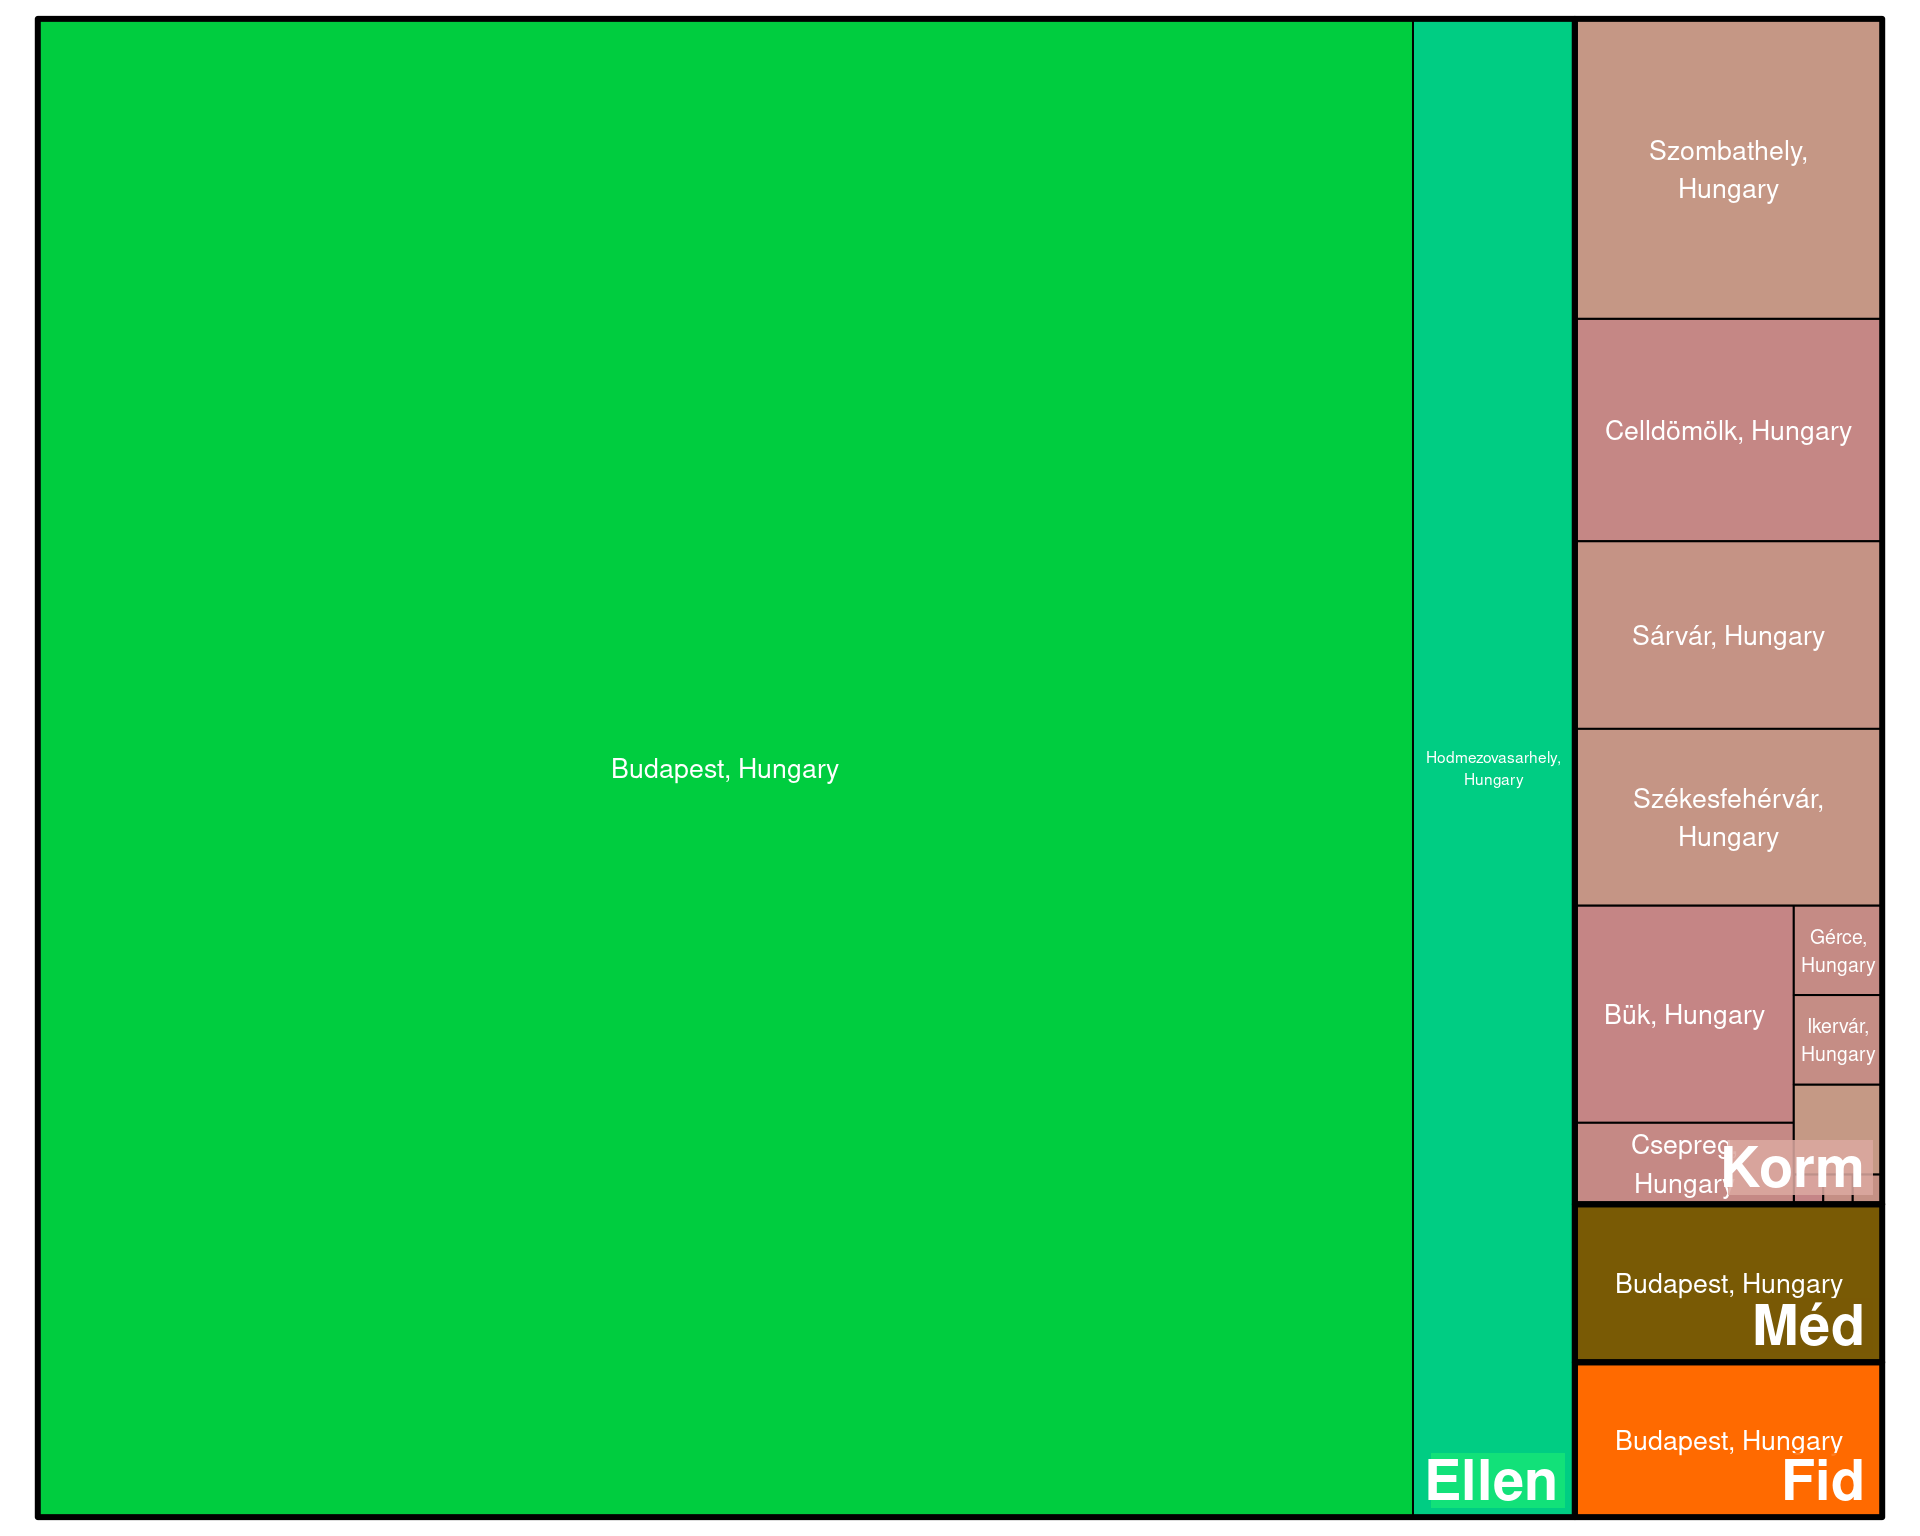 Budapest, Hungary
Hodmezovasarhely,
Hungary
Ellen
Szombathely,
Hungary
Celldömölk, Hungary
Sárvár, Hungary
Székesfehérvár,
Hungary
Bük, Hungary
Gérce,
Hungary
Ikervár,
Hungary
Csepreg
Hungary
Korm
Budapest, Hungary
Méd
Budapest, Hungary
Fid